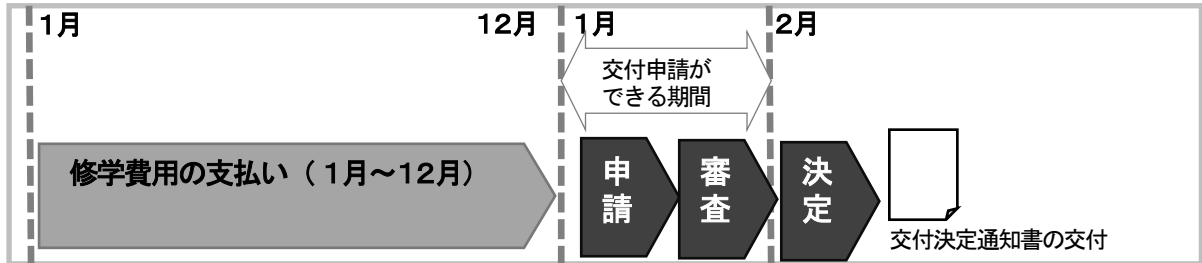 1月
12月
1月
2月
交付申請が
できる期間
修学費用の支払い（1月～12月）
申請
審査
決定
交付決定通知書の交付